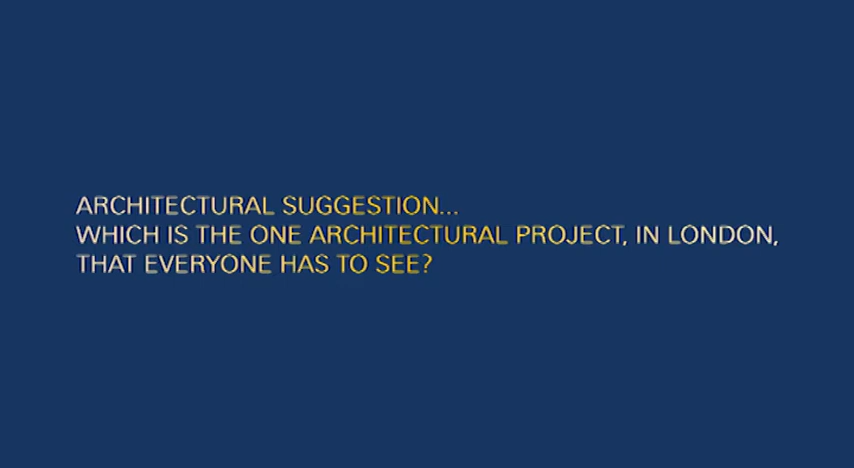 ARCHITECTURAL SUGGESTION...
WHICH IS THE ONE ARCHITECTURAL PROJECT, IN LONDON,
THAT EVERYONE HAS TO SEE?